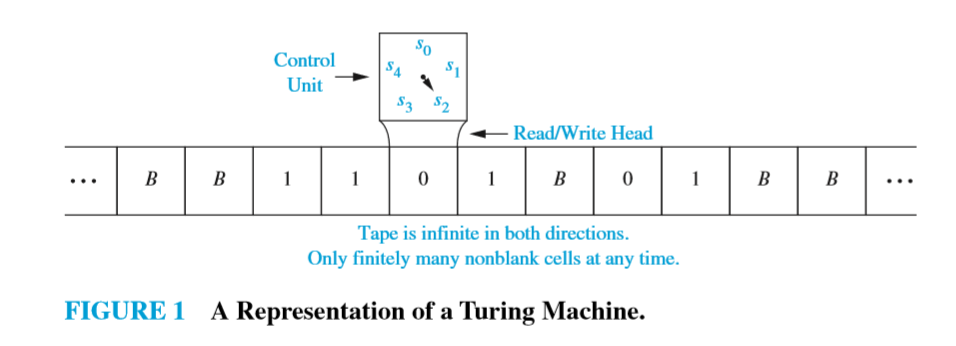 s₀
Control
s₄
s₁
Unit
s₃ s₂
Read/Write Head
... B B 1 1 0 1 B 0 1 B B ...
Tape is infinite in both directions.
Only finitely many nonblank cells at any time.
FIGURE 1 A Representation of a Turing Machine.